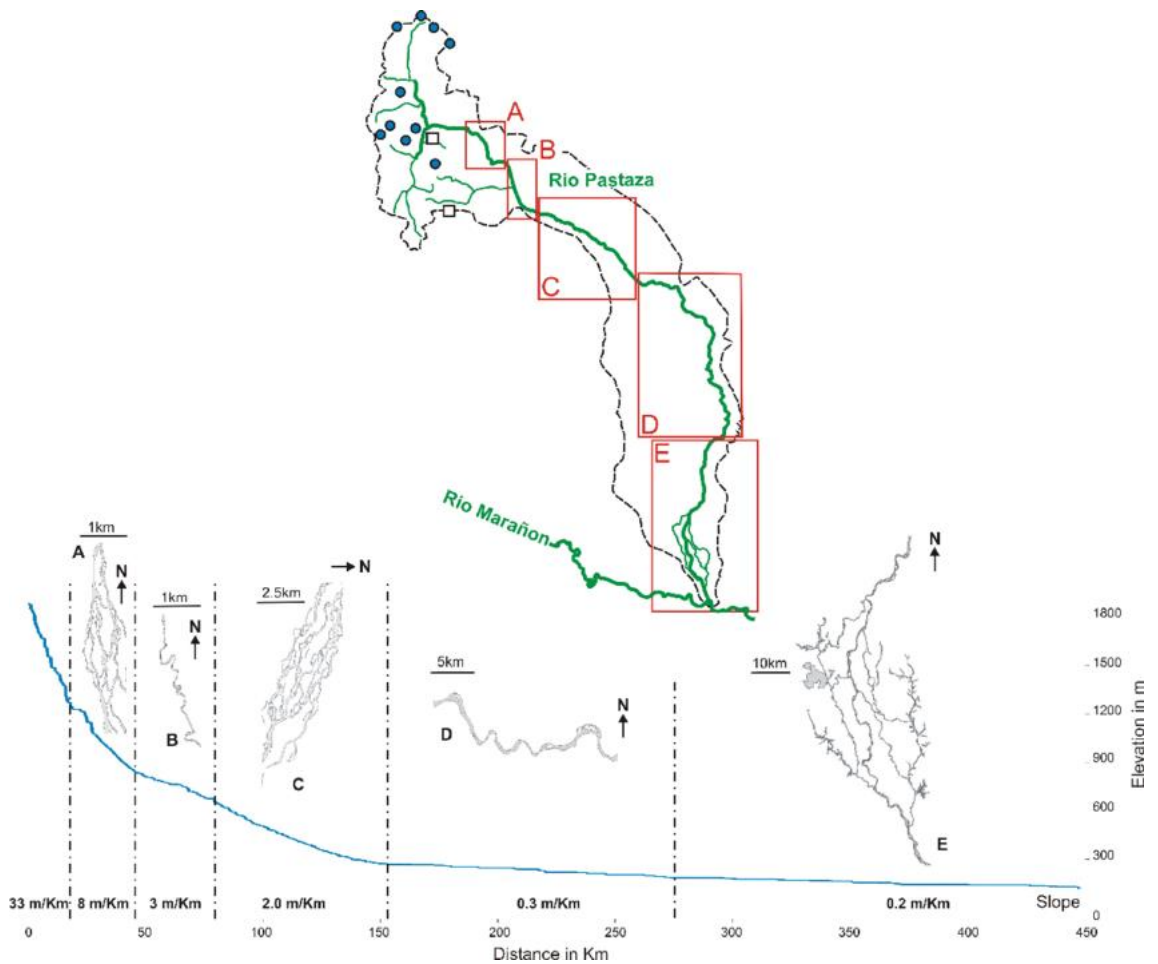 A
B
Rio Pastaza
C
D
E
Rio Marañon
1km
A
N
1km
N
B
2.5km
N
C
5km
N
D
10km
N
E
1800
1500
1200
900
600
300
0
Elevation in m
33 m/Km
8 m/Km
3 m/Km
2.0 m/Km
0.3 m/Km
0.2 m/Km
Slope
0
50
100
150
200
250
300
350
400
450
Distance in Km